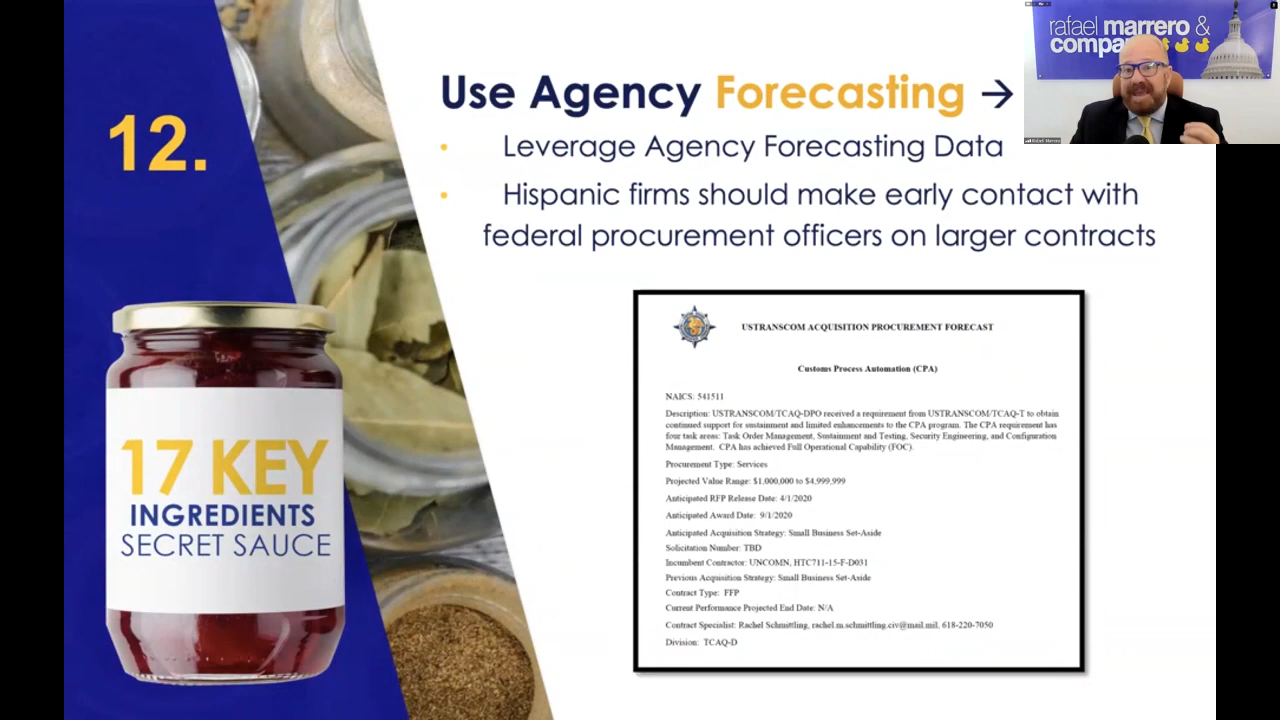 12.
Use Agency Forecasting →
• Leverage Agency Forecasting Data
• Hispanic firms should make early contact with
federal procurement officers on larger contracts
17 KEY
INGREDIENTS
SECRET SAUCE
USTRANSCOM ACQUISITION PROCUREMENT FORECAST
Customs Process Automation (CPA)
NAICS: 541511
Description: USTRANSCOM/TCAQ-DPO received a requirement from USTRANSCOM/TCAQ-T to obtain
continued support for sustainment and limited enhancements to the CPA program. The CPA requirement has
four task areas: Task Order Management, Sustainment and Testing, Security Engineering, and Configuration
Management. CPA has achieved Full Operational Capability (FOC).
Procurement Type: Services
Projected Value Range: $1,000,000 to $4,999,999
Anticipated RFP Release Date: 4/1/2020
Anticipated Award Date: 9/1/2020
Anticipated Acquisition Strategy: Small Business Set-Aside
Solicitation Number: TBD
Incumbent Contractor: UNCOMN, HTC711-15-F-D031
Previous Acquisition Strategy: Small Business Set-Aside
Contract Type: FFP
Current Performance Projected End Date: N/A
Contract Specialist: Rachel Schmittling, rachel.m.schmittling.civ@mail.mil, 618-220-7050
Division: TCAQ-D
rafael marrero &
Rafael Marrero